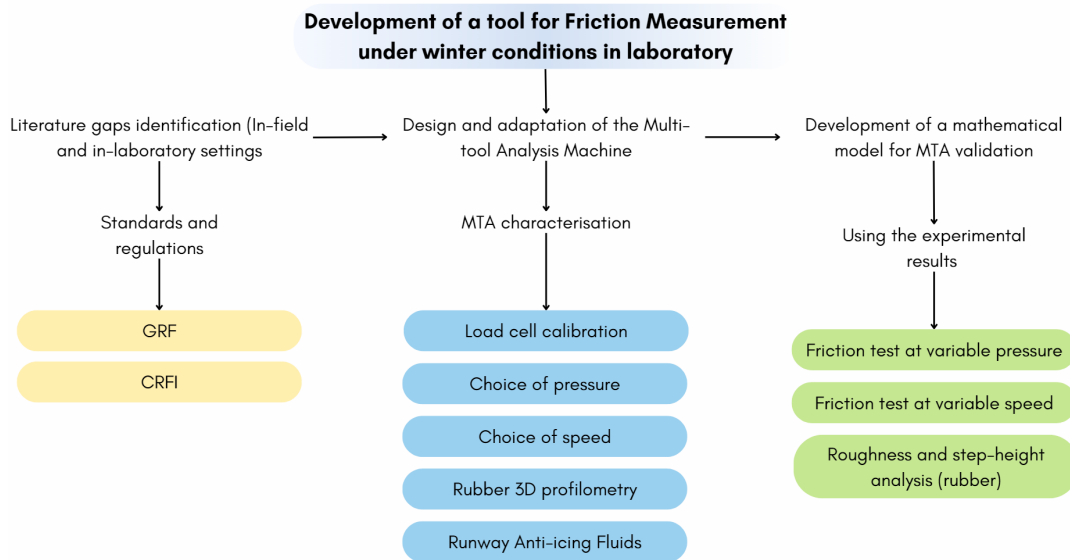 Development of a tool for Friction Measurement
under winter conditions in laboratory
Literature gaps identification (In-field
and in-laboratory settings
Design and adaptation of the Multi-
tool Analysis Machine
Development of a mathematical
model for MTA validation
Standards and
regulations
MTA characterisation
Using the experimental
results
GRF
CRFI
Load cell calibration
Choice of pressure
Choice of speed
Rubber 3D profilometry
Runway Anti-icing Fluids
Friction test at variable pressure
Friction test at variable speed
Roughness and step-height
analysis (rubber)